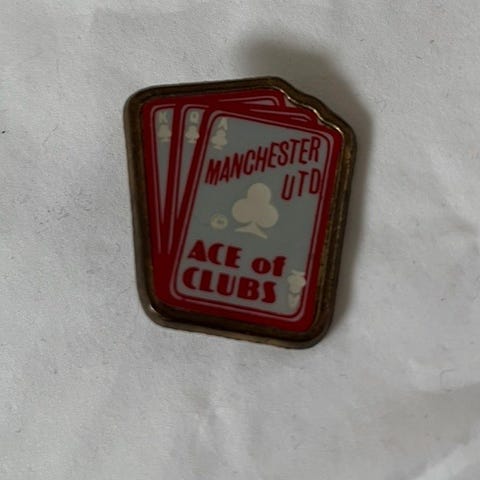 K Q A
MANCHESTER
UTD
ACE of
CLUBS
A